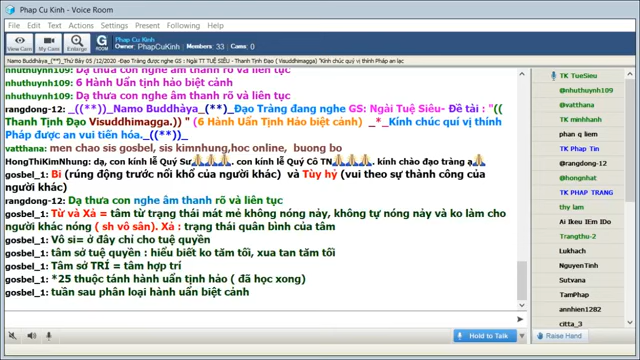 Pháp Cu Kinh - Voice Room
File Edit Text Actions Settings Present Following Help
View Cam My Cam Enlarge
G ROOM
Pháp Cu Kinh
Owner PhapCuKinh Members: 33 Cams: 0
Namo Buddhàya_(**)_Thứ Bảy 05/12/2020 -Đạo Tràng được nghe GS : Ngài TT TUỆ SIÊU- Thanh Tịnh Đạo ( Visuddhimagga) "Kính chúc quý vị thính Pháp an lạc
nhuthuynh109: Dạ thưa con nghe âm thanh rõ và liên tục
nhuthuynh109: 6 Hành Uẩn Tịnh Hảo biệt cảnh
nhuthuynh109: Dạ thưa con nghe âm thanh rõ và liên tục
rangdong-12: _((**))_Namo Buddhàya_(**)_Đạo Tràng đang nghe GS: Ngài Tuệ Siêu- Đề tài : "((
Thanh Tịnh Đạo Visuddhimagga.)) " (6 Hành Uẩn Tịnh Hảo biệt cảnh) _*_Kính chúc quí vị thính
Pháp được an vui tiến hóa._((**))_
vatthana: men chao sis gosbel, sis kimnhung,hoc online, buong bo
HongThiKimNhung: dạ, con kính lễ Quý Sư🙏🙏🙏. con kính lễ Quý Cô TN🙏🙏🙏. kính chào đạo tràng ạ🙏
gosbel_1: Bi (rúng động trước nổi khổ của người khác) và Tùy hỷ (vui theo sự thành công của
người khác)
rangdong-12: Dạ thưa con nghe âm thanh rõ và liên tục
gosbel_1: Từ và Xả = tâm từ trạng thái mát mẻ không nóng nảy, không tự nóng nảy và ko làm cho
người khác nóng ( sh vô sân). Xả : trạng thái quân bình của tâm
gosbel_1: Vô si= ở đây chỉ cho tuệ quyền
gosbel_1: tâm sở tuệ quyền : hiểu biết ko tăm tối, xua tan tăm tối
gosbel_1: Tâm sở TRÍ = tâm hợp trí
gosbel_1: *25 thuộc tánh hành uẩn tịnh hảo ( đã học xong)
gosbel_1: tuần sau phân loại hành uẩn biệt cảnh
TK TueSieu
@nhuthuynh109
@vatthana
TK minhhanh
phan q liem
TK Phap Tin
@rangdong-12
@hongnhat
TK PHÁP TRANG
thy lam
@gosbel_1
Ai Ikeu IEm IDo
Trangthu-2
Lukhach
NguyenTinh
Sutvana
TamPhap
annhien1282
citta_3
Hold to Talk
Raise Hand